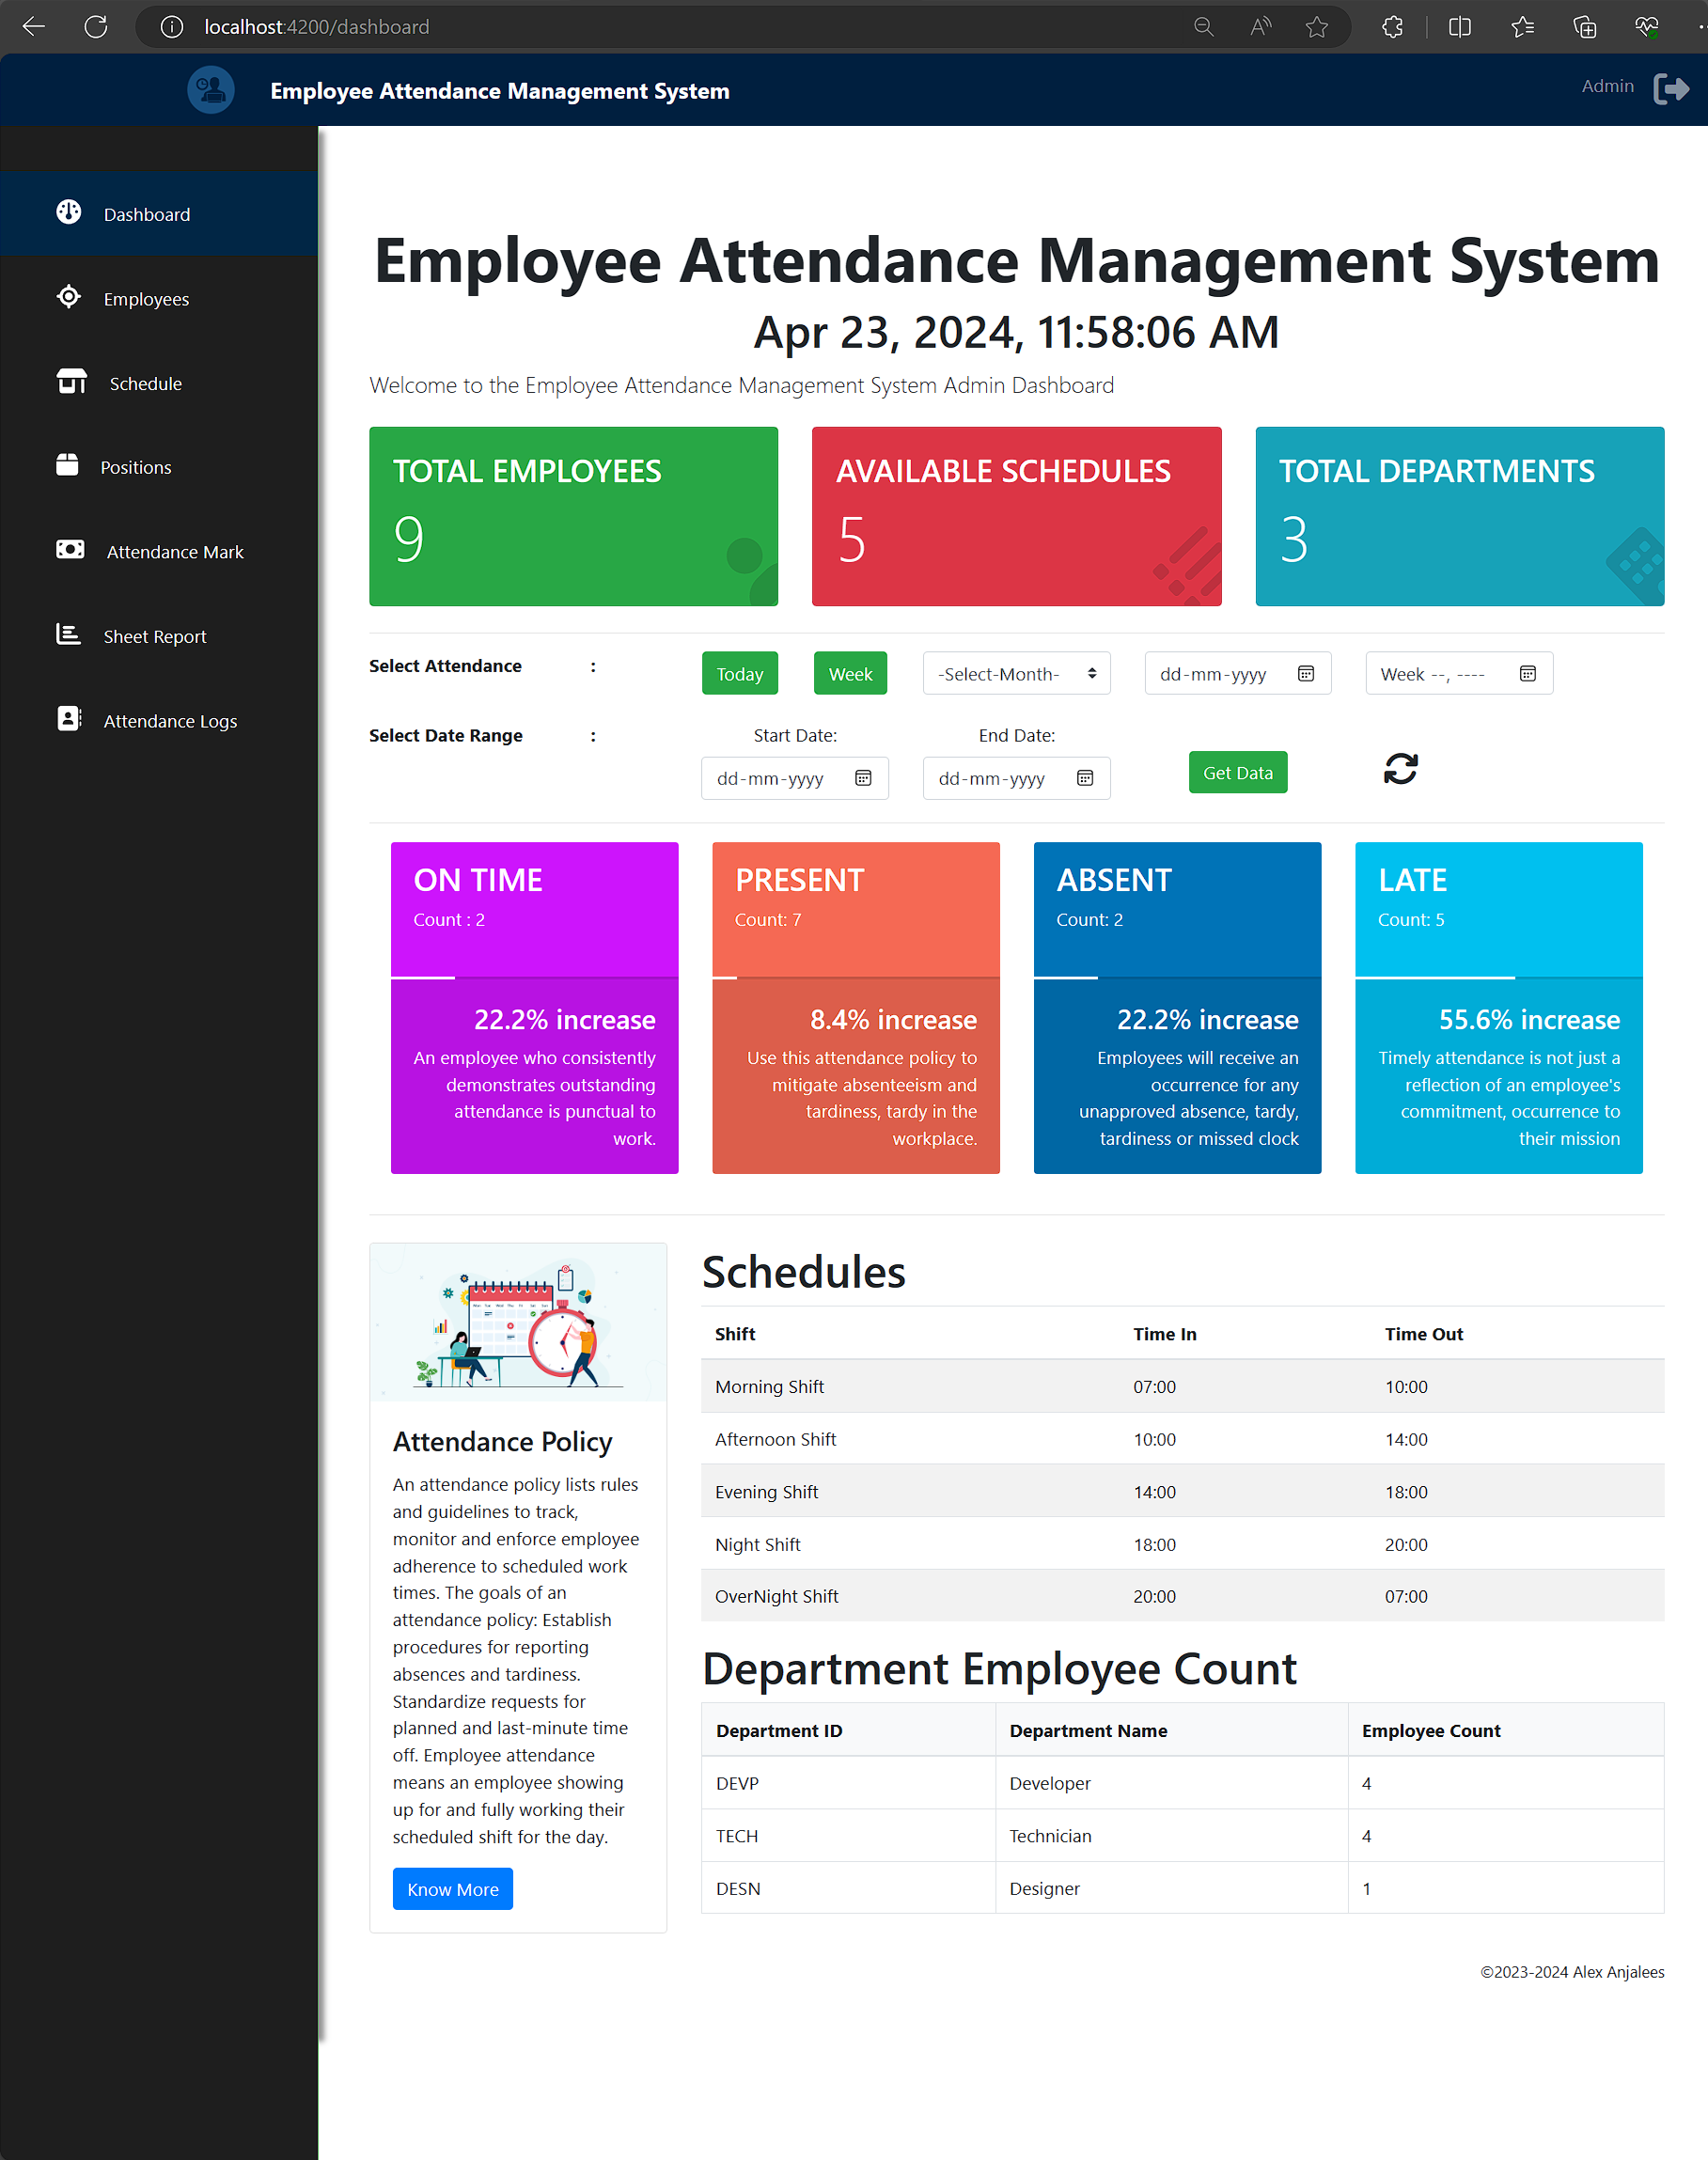 localhost:4200/dashboard
Employee Attendance Management System
Admin
Dashboard
Employees
Schedule
Positions
Attendance Mark
Sheet Report
Attendance Logs
Employee Attendance Management System
Apr 23, 2024, 11:58:06 AM
Welcome to the Employee Attendance Management System Admin Dashboard
TOTAL EMPLOYEES
9
AVAILABLE SCHEDULES
5
TOTAL DEPARTMENTS
3
Select Attendance :
Today
Week
-Select-Month-
dd-mm-yyyy
Week --, ----
Select Date Range :
Start Date:
End Date:
dd-mm-yyyy
dd-mm-yyyy
Get Data
ON TIME
Count : 2
22.2% increase
An employee who consistently
demonstrates outstanding
attendance is punctual to
work.
PRESENT
Count: 7
8.4% increase
Use this attendance policy to
mitigate absenteeism and
tardiness, tardy in the
workplace.
ABSENT
Count: 2
22.2% increase
Employees will receive an
occurrence for any
unapproved absence, tardy,
tardiness or missed clock
LATE
Count: 5
55.6% increase
Timely attendance is not just a
reflection of an employee's
commitment, occurrence to
their mission
Attendance Policy
An attendance policy lists rules
and guidelines to track,
monitor and enforce employee
adherence to scheduled work
times. The goals of an
attendance policy: Establish
procedures for reporting
absences and tardiness.
Standardize requests for
planned and last-minute time
off. Employee attendance
means an employee showing
up for and fully working their
scheduled shift for the day.
Know More
Schedules
Shift Time In Time Out
Morning Shift 07:00 10:00
Afternoon Shift 10:00 14:00
Evening Shift 14:00 18:00
Night Shift 18:00 20:00
OverNight Shift 20:00 07:00
Department Employee Count
Department ID Department Name Employee Count
DEVP Developer 4
TECH Technician 4
DESN Designer 1
©2023-2024 Alex Anjalees